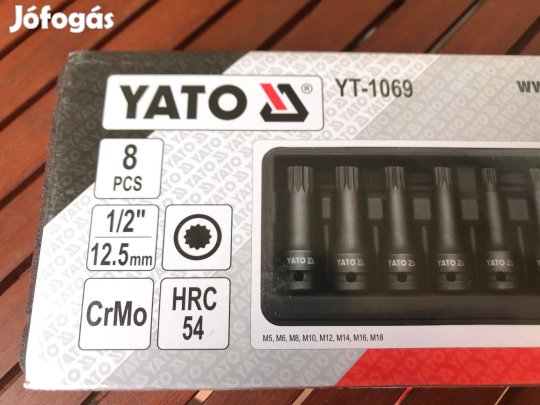 Jófogás
YATO ®
YT-1069
ww
8
PCS
1/2"
12.5mm
CrMo
HRC
54
YATO YATO YATO YATO
M5, M6, M8, M10, M12, M14, M16, M18